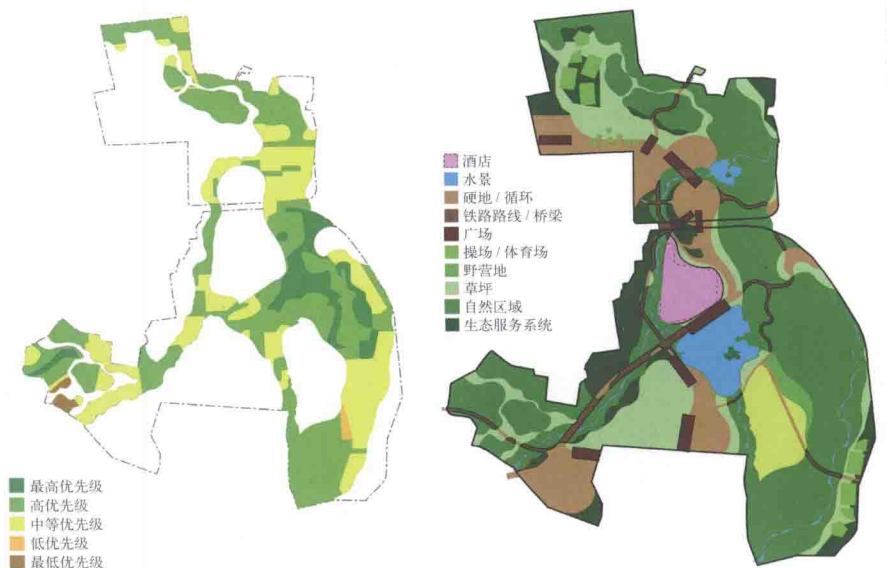 最高优先级
高优先级
中等优先级
低优先级
最低优先级
酒店
水景
硬地 / 循环
铁路路线 / 桥梁
广场
操场 / 体育场
野营地
草坪
自然区域
生态服务系统